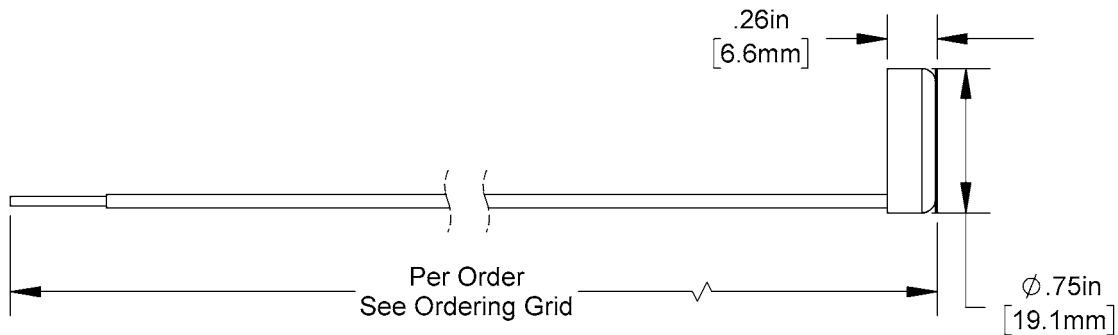 .26in
[6.6mm]
Per Order
See Ordering Grid
⌀.75in
[19.1mm]